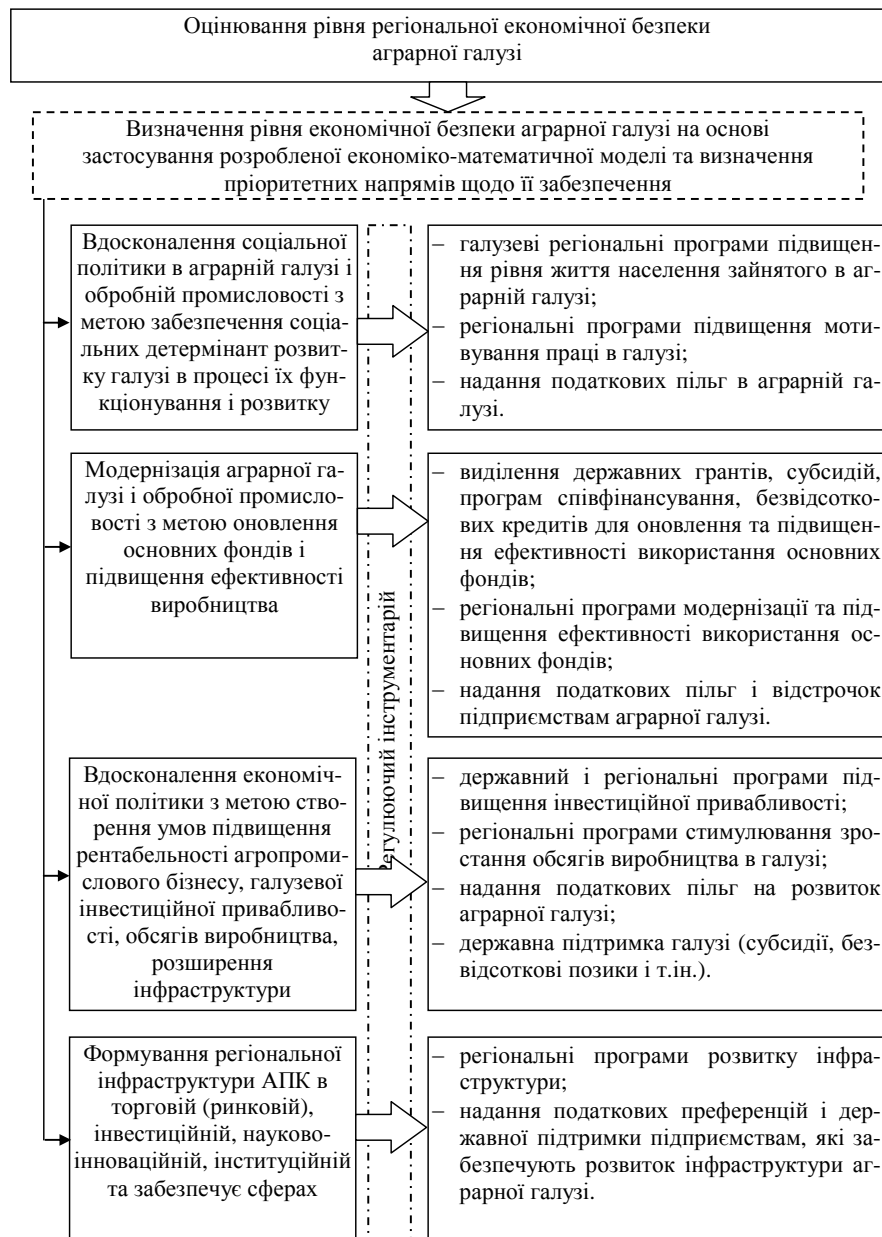 Оцінювання рівня регіональної економічної безпеки
аграрної галузі
Визначення рівня економічної безпеки аграрної галузі на основі
застосування розробленої економіко-математичної моделі та визначення
пріоритетних напрямів щодо її забезпечення
Вдосконалення соціальної
політики в аграрній галузі і
обробній промисловості з
метою забезпечення соціа-
льних детермінант розвит-
ку галузі в процесі їх фун-
кціонування і розвитку
– галузеві регіональні програми підвищен-
ня рівня життя населення зайнятого в аг-
рарній галузі;
– регіональні програми підвищення моти-
вування праці в галузі;
– надання податкових пільг в аграрній га-
лузі.
Модернізація аграрної га-
лузі і обробної промисло-
вості з метою оновлення
основних фондів і
підвищення ефективності
виробництва
– виділення державних грантів, субсидій,
програм співфінансування, безвідсотко-
вих кредитів для оновлення та підвищен-
ня ефективності використання основних
фондів;
– регіональні програми модернізації та пі-
двищення ефективності використання ос-
новних фондів;
– надання податкових пільг і відстрочок
підприємствам аграрної галузі.
Регулюючий інструментарій
Вдосконалення економіч-
ної політики з метою ство-
рення умов підвищення
рентабельності агропроми-
слового бізнесу, галузевої
інвестиційної привабливо-
сті, обсягів виробництва,
розширення
інфраструктури
– державний і регіональні програми пі-
двищення інвестиційної привабливості;
– регіональні програми стимулювання зро-
стання обсягів виробництва в галузі;
– надання податкових пільг на розвиток
аграрної галузі;
– державна підтримка галузі (субсидії, без-
відсоткові позики і т.ін.).
Формування регіональної
інфраструктури АПК в
торговій (ринковій),
інвестиційній, науково-
інноваційній, інституційній
та забезпечує сферах
– регіональні програми розвитку інфра-
структури;
– надання податкових преференцій і дер-
жавної підтримки підприємствам, які за-
безпечують розвиток інфраструктури аг-
рарної галузі.